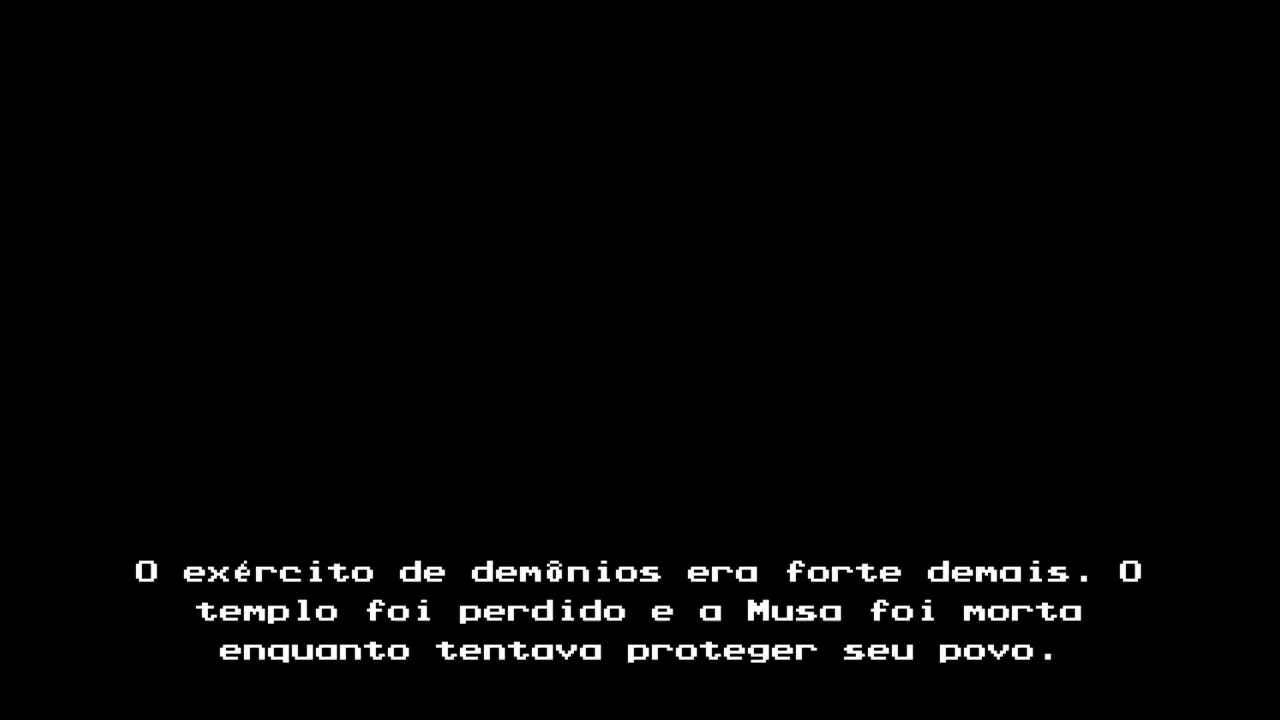 O exército de demônios era forte demais. O
templo foi perdido e a Musa foi morta
enquanto tentava proteger seu povo.